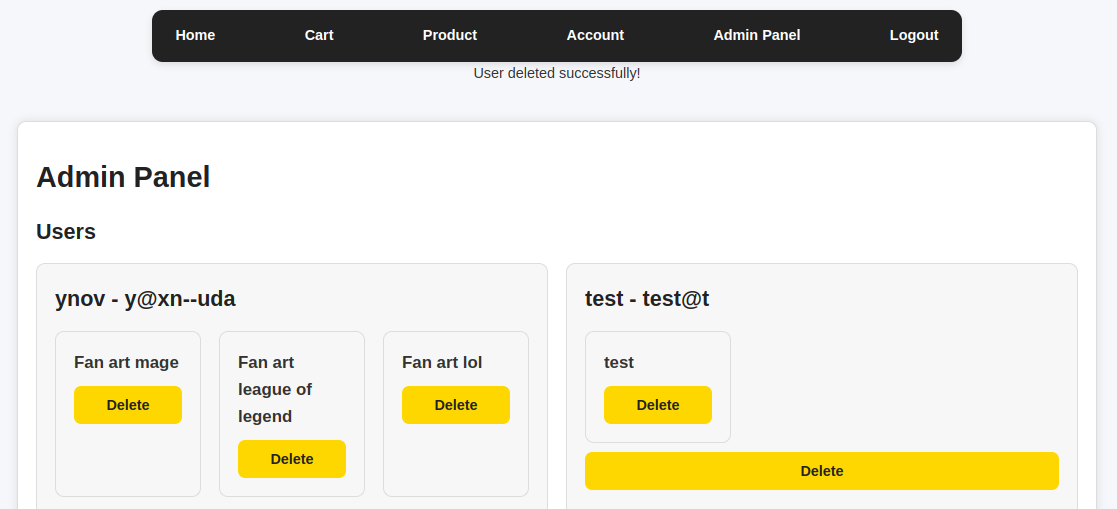 Home Cart Product Account Admin Panel Logout
User deleted successfully!
Admin Panel
Users
ynov - y@xn--uda
Fan art mage
Delete
Fan art
league of
legend
Delete
Fan art lol
Delete
test - test@t
test
Delete
Delete